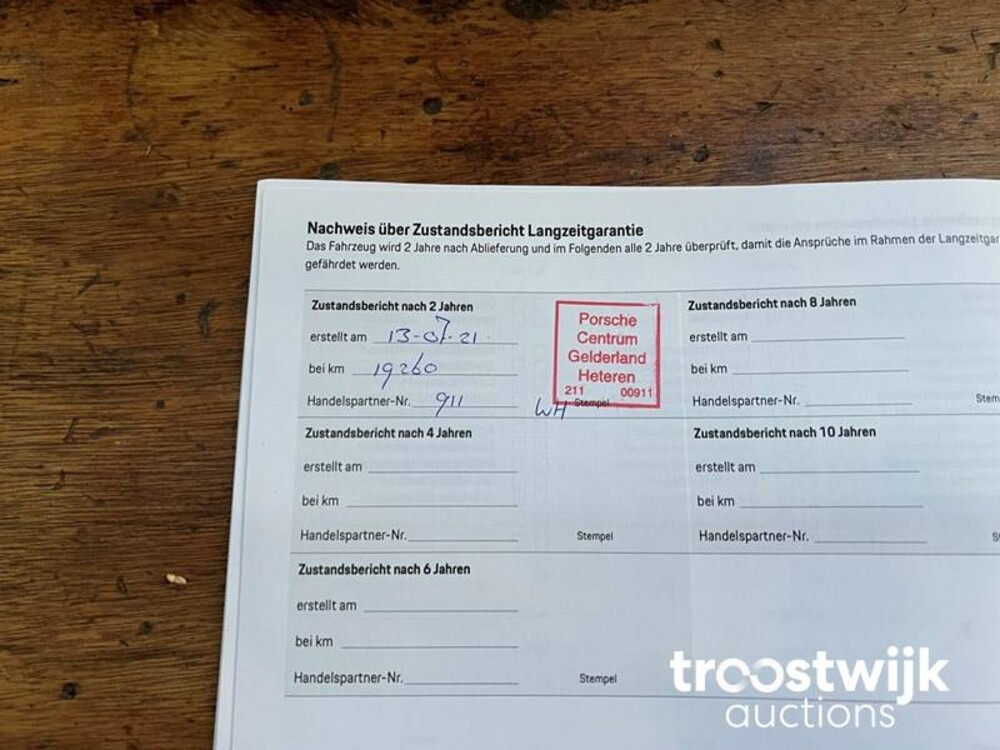 Nachweis über Zustandsbericht Langzeitgarantie
Das Fahrzeug wird 2 Jahre nach Ablieferung und im Folgenden alle 2 Jahre überprüft, damit die Ansprüche im Rahmen der Langzeitgar
gefährdet werden.
Zustandsbericht nach 2 Jahren
erstellt am 13-07-21
bei km 19260
Handelspartner-Nr. 911
WH
Stempel
Porsche
Centrum
Gelderland
Heteren
211 00911
Zustandsbericht nach 8 Jahren
erstellt am
bei km
Handelspartner-Nr.
Stem
Zustandsbericht nach 4 Jahren
erstellt am
bei km
Handelspartner-Nr.
Stempel
Zustandsbericht nach 10 Jahren
erstellt am
bei km
Handelspartner-Nr.
S
Zustandsbericht nach 6 Jahren
erstellt am
bei km
Handelspartner-Nr.
Stempel
troostwijk
auctions